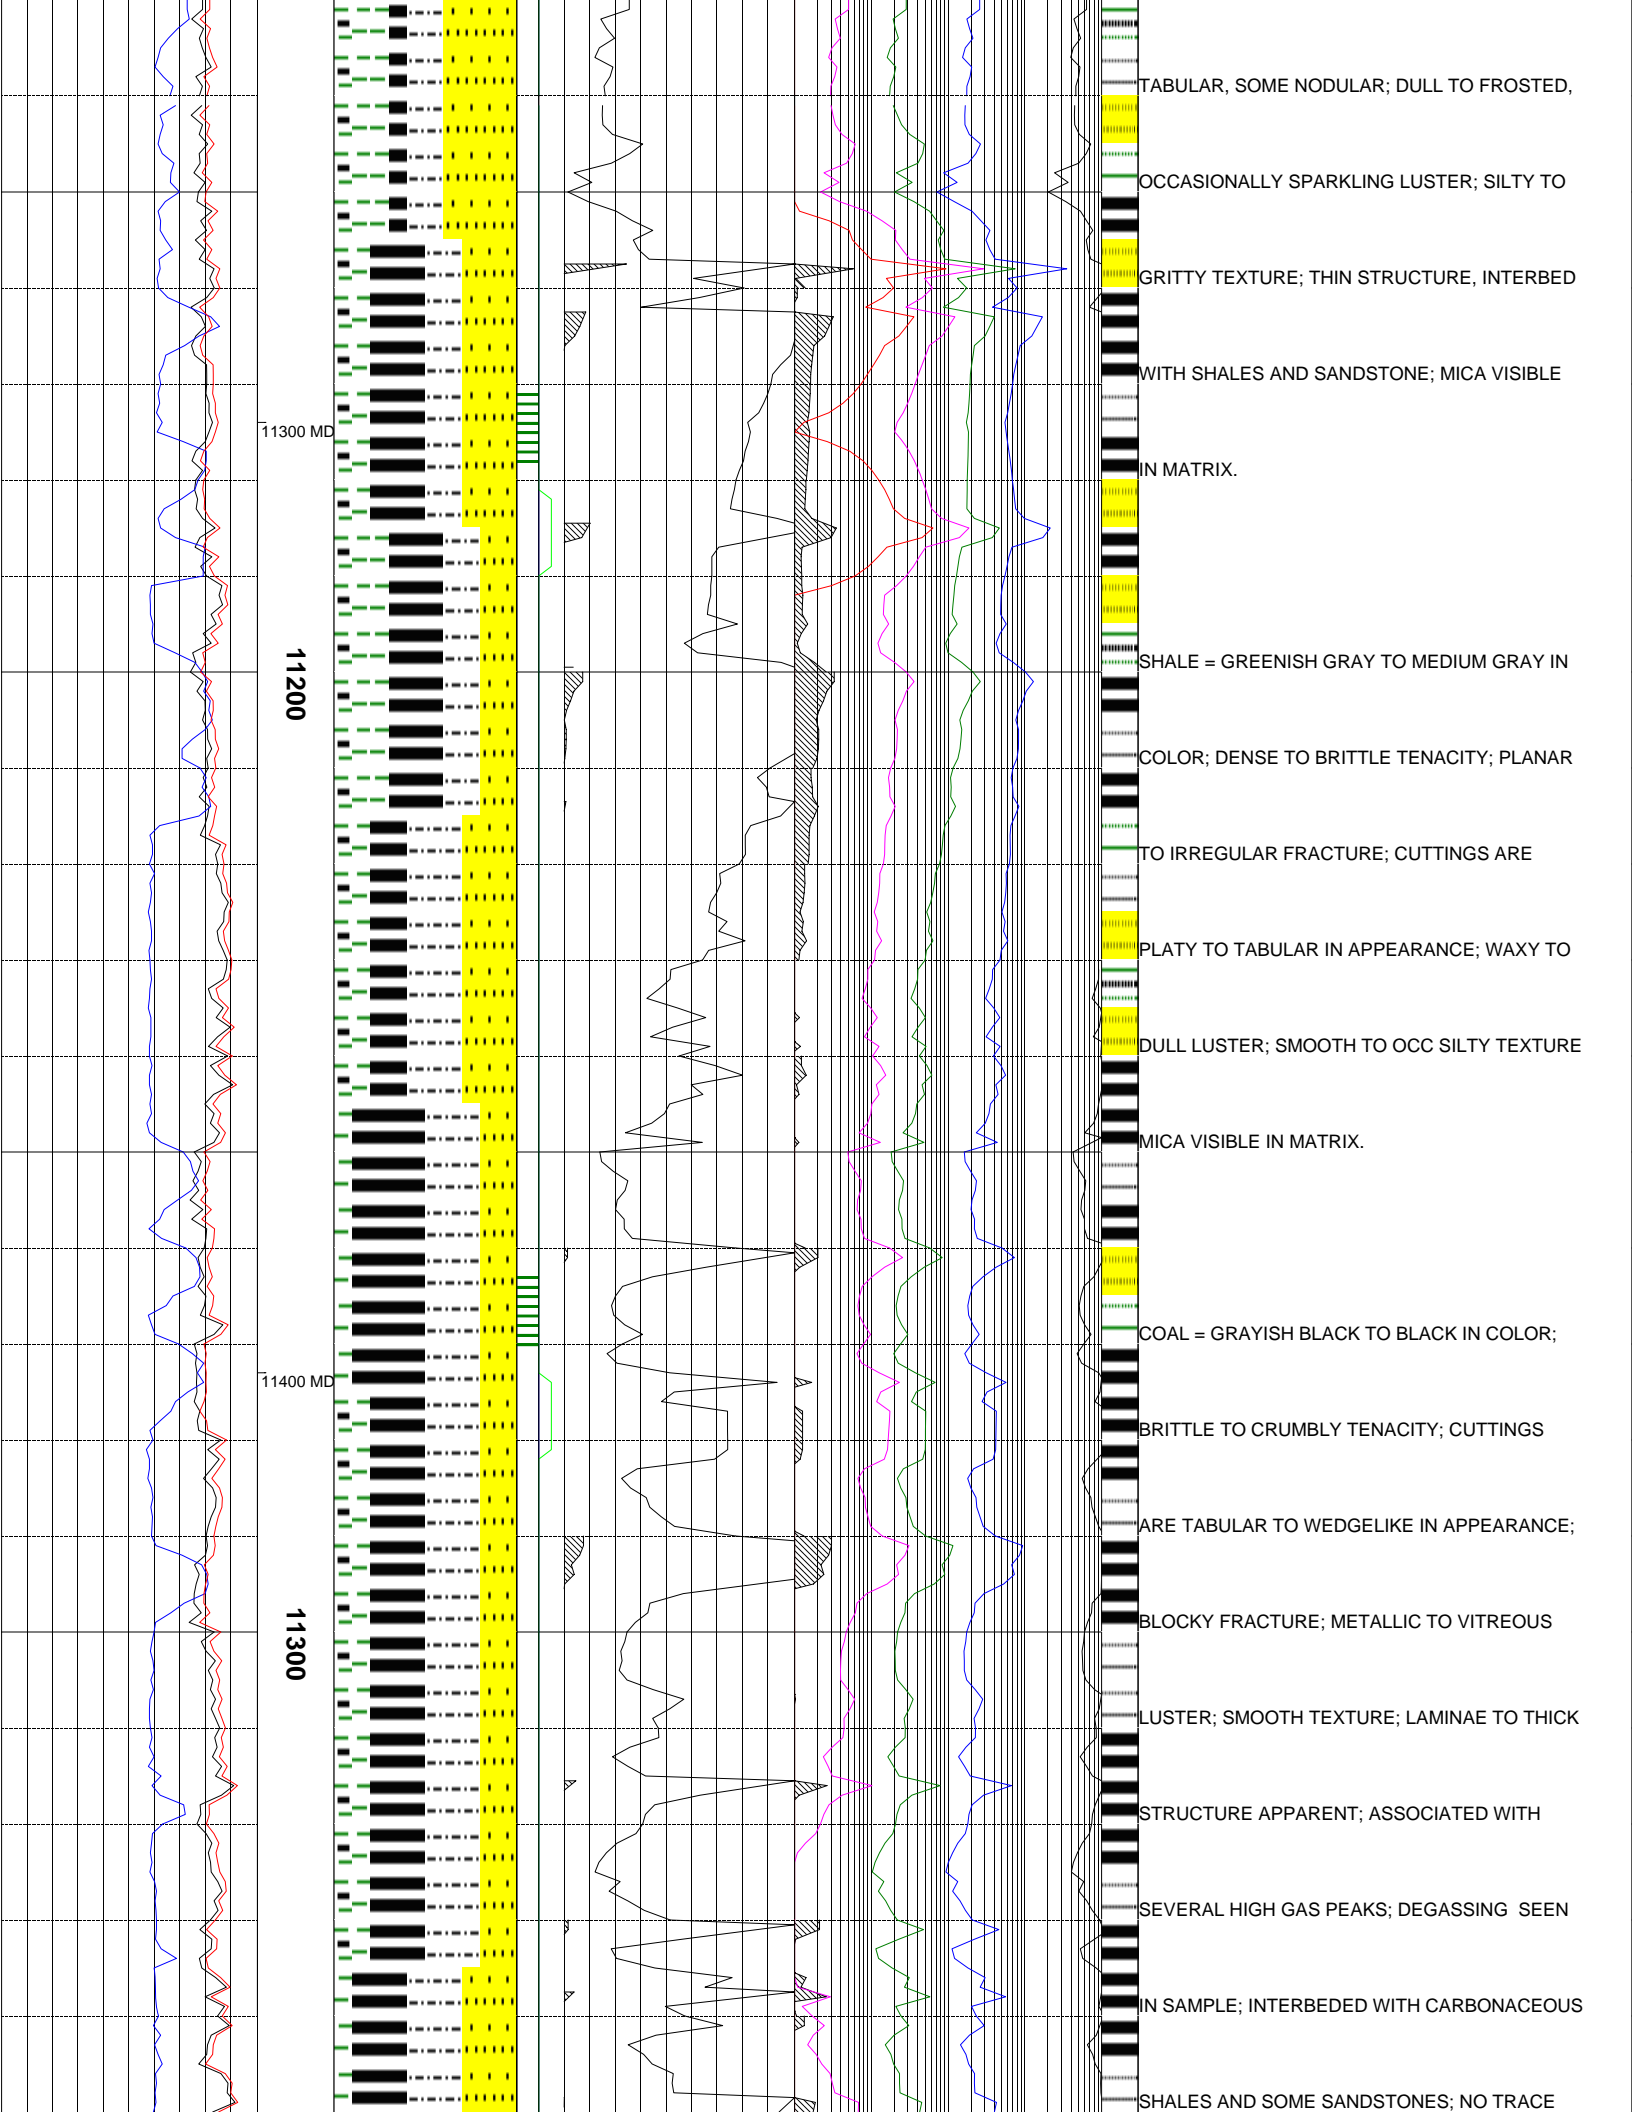 TABULAR, SOME NODULAR; DULL TO FROSTED,
OCCASIONALLY SPARKLING LUSTER; SILTY TO
GRITTY TEXTURE; THIN STRUCTURE, INTERBED
WITH SHALES AND SANDSTONE; MICA VISIBLE
11300 MD
IN MATRIX.
11200
SHALE = GREENISH GRAY TO MEDIUM GRAY IN
COLOR; DENSE TO BRITTLE TENACITY; PLANAR
TO IRREGULAR FRACTURE; CUTTINGS ARE
PLATY TO TABULAR IN APPEARANCE; WAXY TO
DULL LUSTER; SMOOTH TO OCC SILTY TEXTURE
MICA VISIBLE IN MATRIX.
COAL = GRAYISH BLACK TO BLACK IN COLOR;
11400 MD
BRITTLE TO CRUMBLY TENACITY; CUTTINGS
ARE TABULAR TO WEDGELIKE IN APPEARANCE;
BLOCKY FRACTURE; METALLIC TO VITREOUS
11300
LUSTER; SMOOTH TEXTURE; LAMINAE TO THICK
STRUCTURE APPARENT; ASSOCIATED WITH
SEVERAL HIGH GAS PEAKS; DEGASSING  SEEN
IN SAMPLE; INTERBEDED WITH CARBONACEOUS
SHALES AND SOME SANDSTONES; NO TRACE